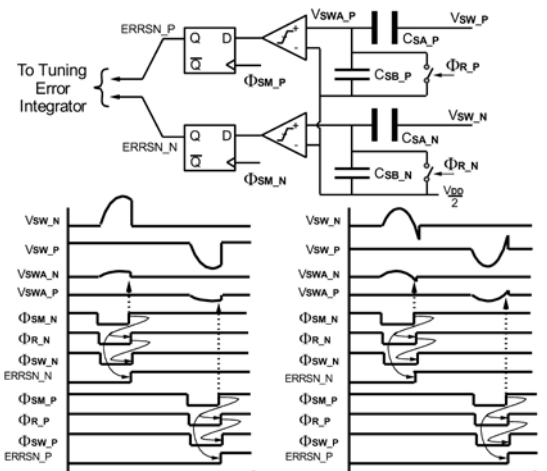 ERRSN_P
Q D
Q
ΦSM_P
VSWA_P
VSW_P
CSA_P
CSB_P
ΦR_P
To Tuning
Error
Integrator
ERRSN_N
Q D
Q
ΦSM_N
VSW_N
CSA_N
CSB_N
ΦR_N
VDD
2
VSW_N
VSW_P
VSWA_N
VSWA_P
ΦSM_N
ΦR_N
ΦSW_N
ERRSN_N
ΦSM_P
ΦR_P
ΦSW_P
ERRSN_P
VSW_N
VSW_P
VSWA_N
VSWA_P
ΦSM_N
ΦR_N
ΦSW_N
ERRSN_N
ΦSM_P
ΦR_P
ΦSW_P
ERRSN_P